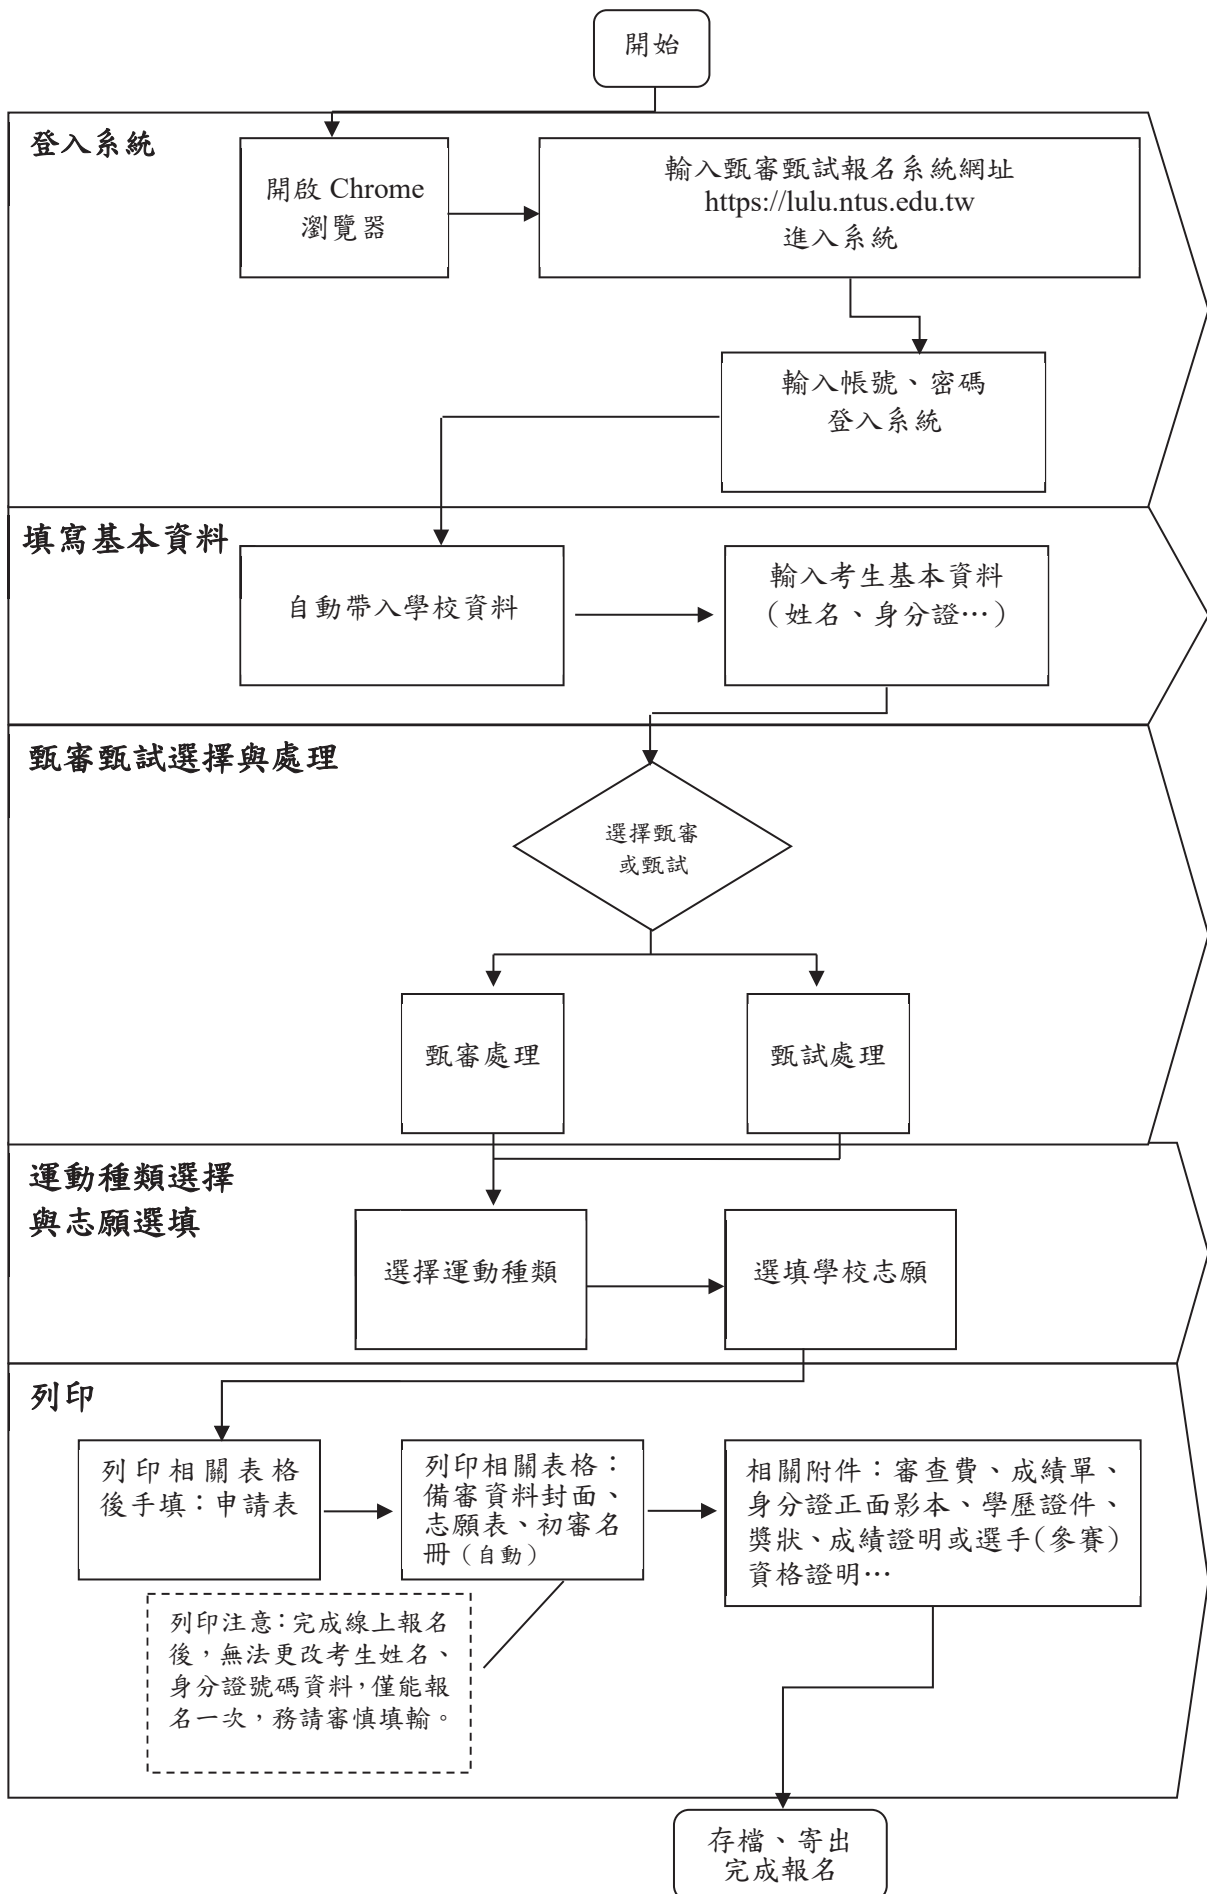 開始
登入系統
開啟 Chrome
瀏覽器
輸入甄審甄試報名系統網址
https://lulu.ntus.edu.tw
進入系統
輸入帳號、密碼
登入系統
填寫基本資料
自動帶入學校資料
輸入考生基本資料
（姓名、身分證…）
甄審甄試選擇與處理
選擇甄審
或甄試
甄審處理
甄試處理
運動種類選擇
與志願選填
選擇運動種類
選填學校志願
列印
列印相關表格
後手填：申請表
列印相關表格：
備審資料封面、
志願表、初審名
冊（自動）
相關附件：審查費、成績單、
身分證正面影本、學歷證件、
獎狀、成績證明或選手(參賽)
資格證明…
列印注意：完成線上報名
後，無法更改考生姓名、
身分證號碼資料，僅能報
名一次，務請審慎填輸。
存檔、寄出
完成報名